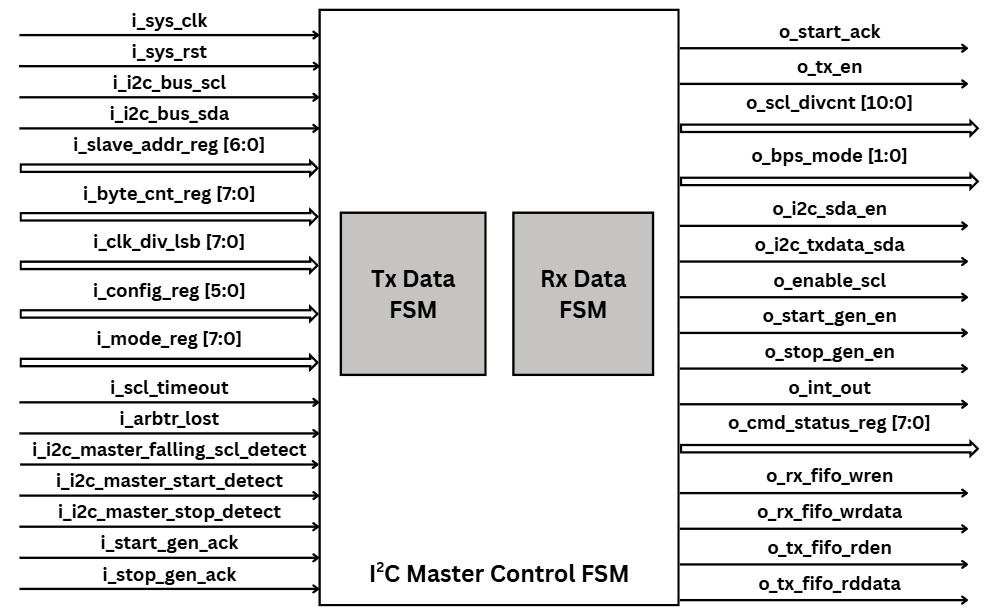 i_sys_clk
i_sys_rst
i_i2c_bus_scl
i_i2c_bus_sda
i_slave_addr_reg [6:0]
i_byte_cnt_reg [7:0]
i_clk_div_lsb [7:0]
i_config_reg [5:0]
i_mode_reg [7:0]
i_scl_timeout
i_arbtr_lost
i_i2c_master_falling_scl_detect
i_i2c_master_start_detect
i_i2c_master_stop_detect
i_start_gen_ack
i_stop_gen_ack
Tx Data
FSM
Rx Data
FSM
I²C Master Control FSM
o_start_ack
o_tx_en
o_scl_divcnt [10:0]
o_bps_mode [1:0]
o_i2c_sda_en
o_i2c_txdata_sda
o_enable_scl
o_start_gen_en
o_stop_gen_en
o_int_out
o_cmd_status_reg [7:0]
o_rx_fifo_wren
o_rx_fifo_wrdata
o_tx_fifo_rden
o_tx_fifo_rddata